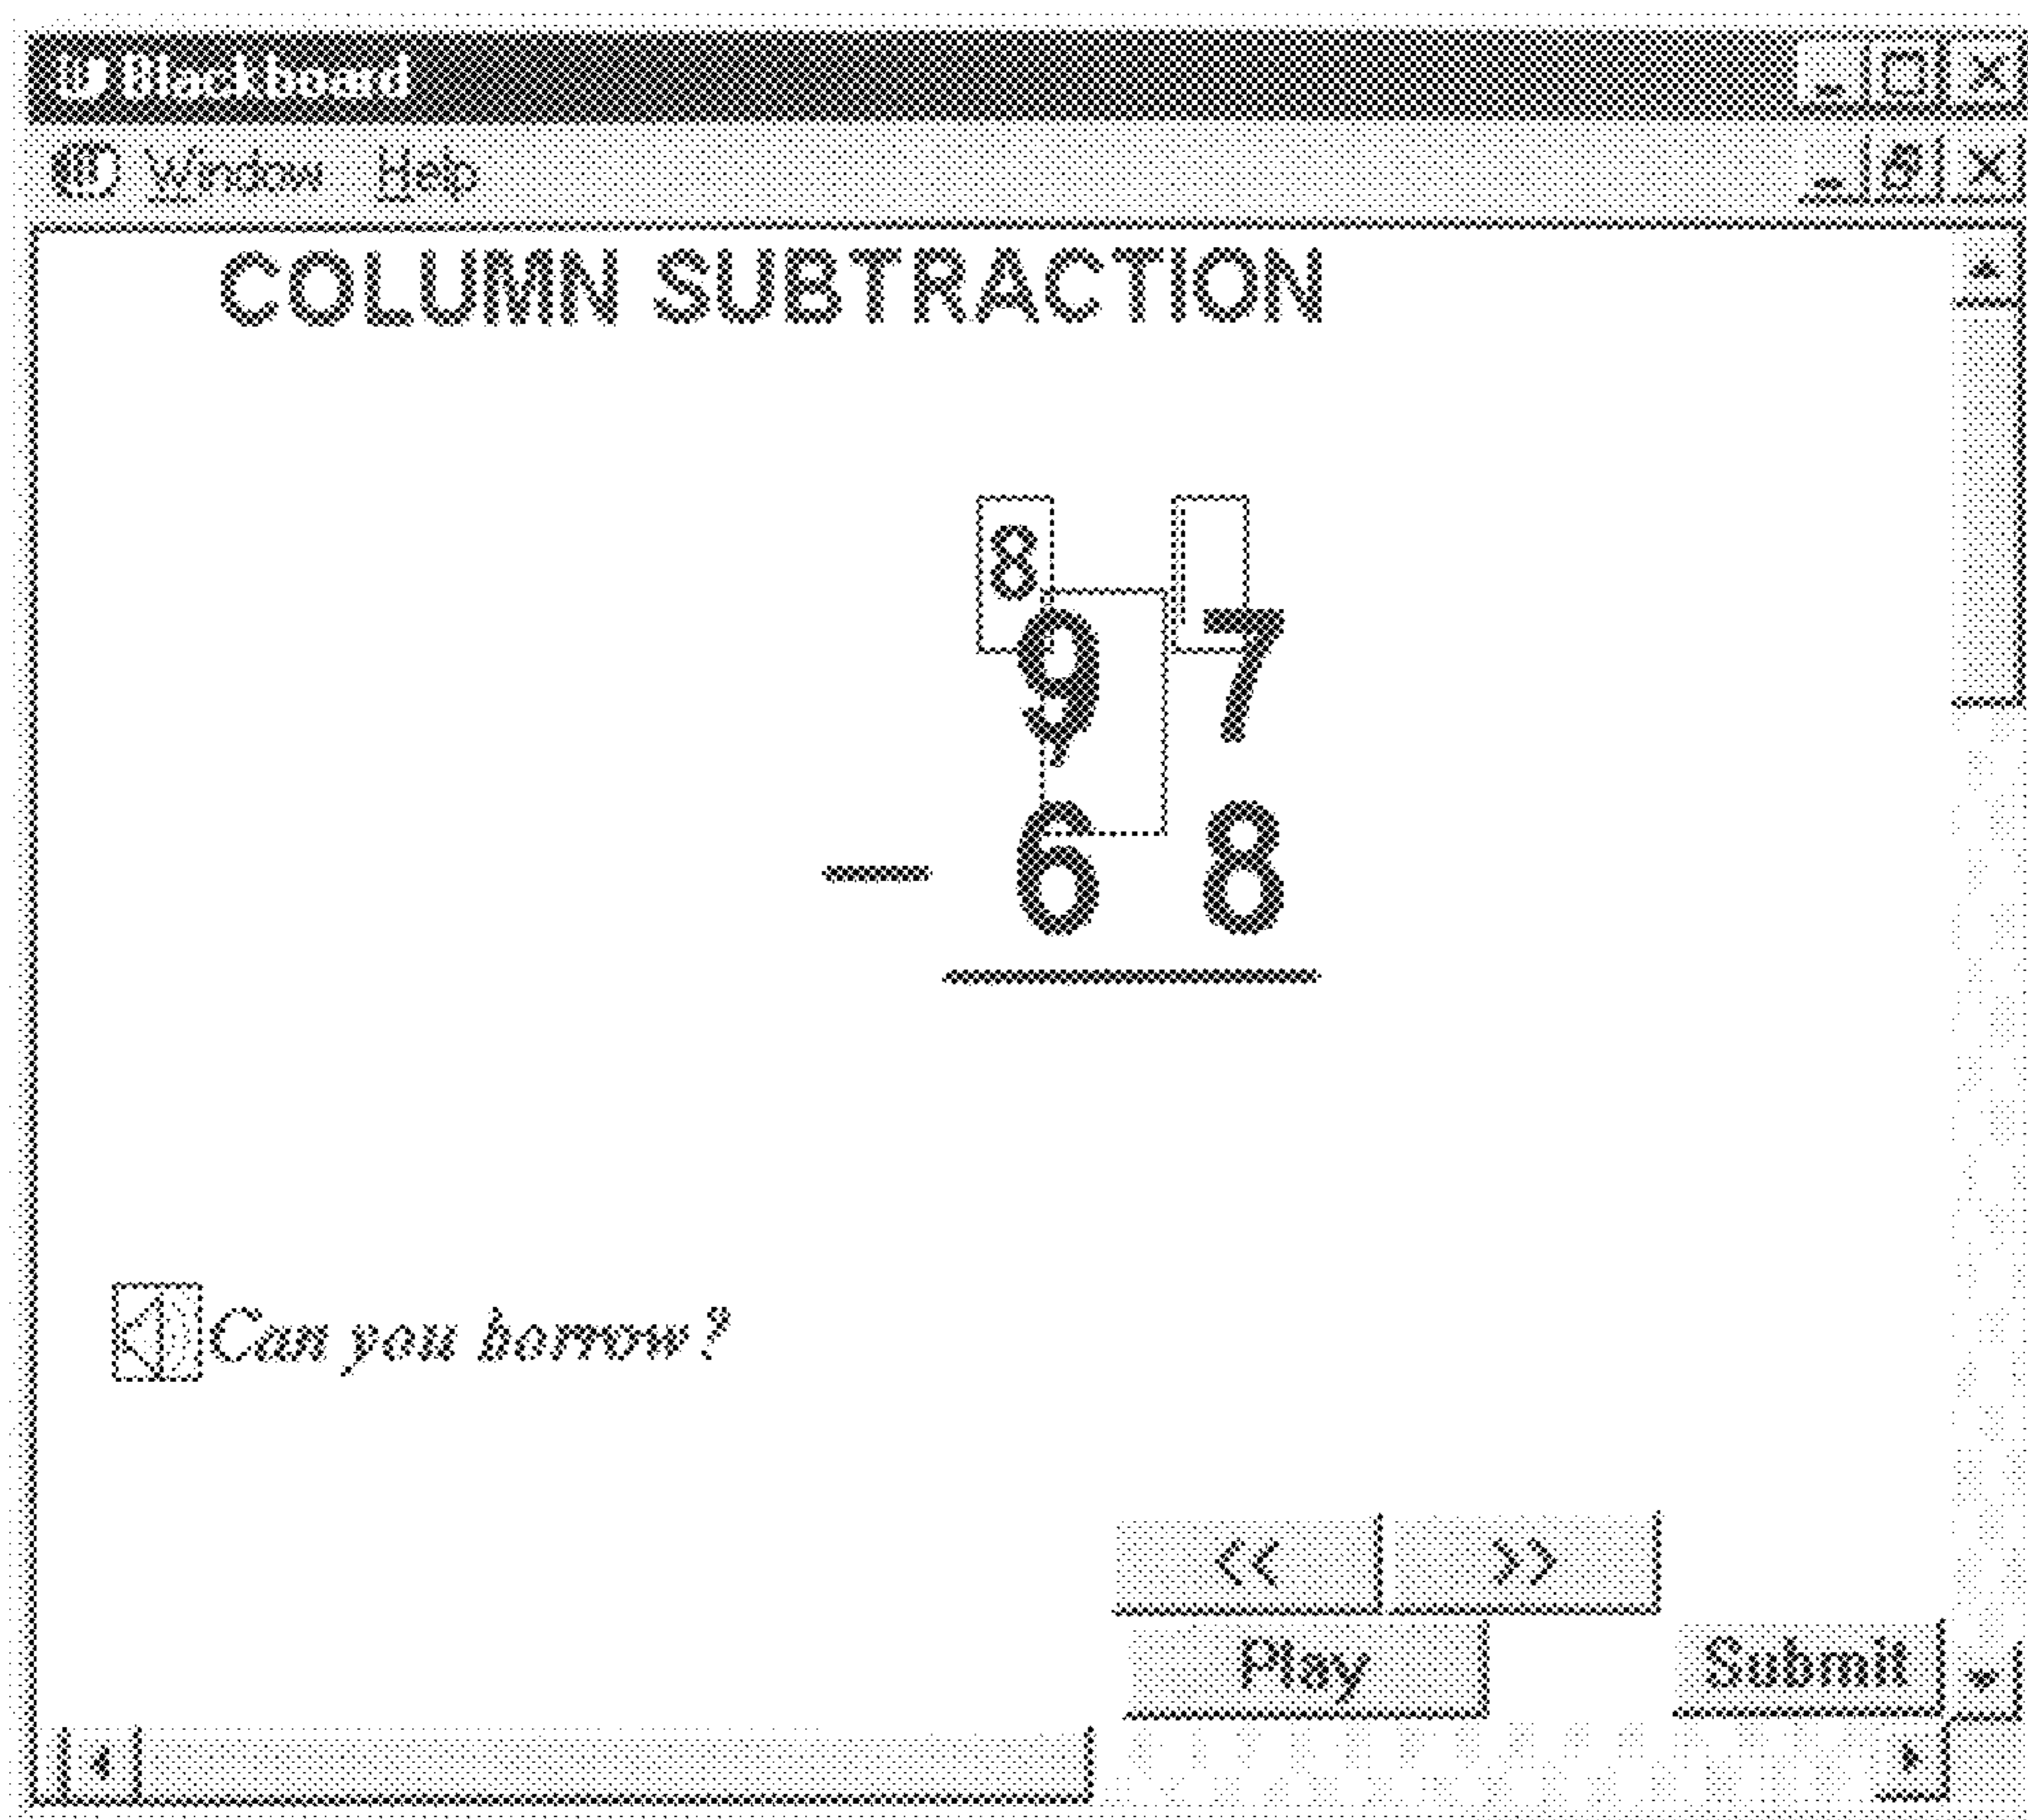 Blackboard
Window Help
COLUMN SUBTRACTION
8
9 7
— 6 8
Can you borrow?
<< >>
Play Submit